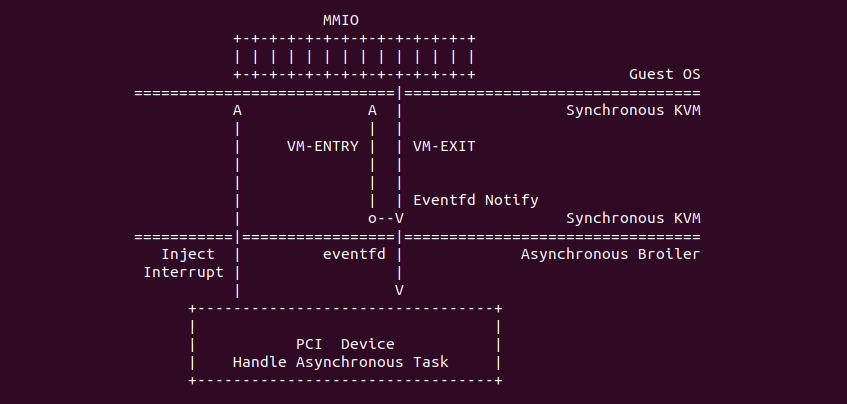 MMIO
+-+-+-+-+-+-+-+-+-+-+-+-+-+
| | | | | | | | | | | | | |
+-+-+-+-+-+-+-+-+-+-+-+-+-+ Guest OS
=============================|=================================
A A | Synchronous KVM
| | |
| VM-ENTRY | | VM-EXIT
| | |
| | |
| | | Eventfd Notify
| o--V Synchronous KVM
===========|=================|=================================
Inject | eventfd | Asynchronous Broiler
Interrupt | |
| V
+---------------------------------+
| |
| PCI Device |
| Handle Asynchronous Task |
+---------------------------------+